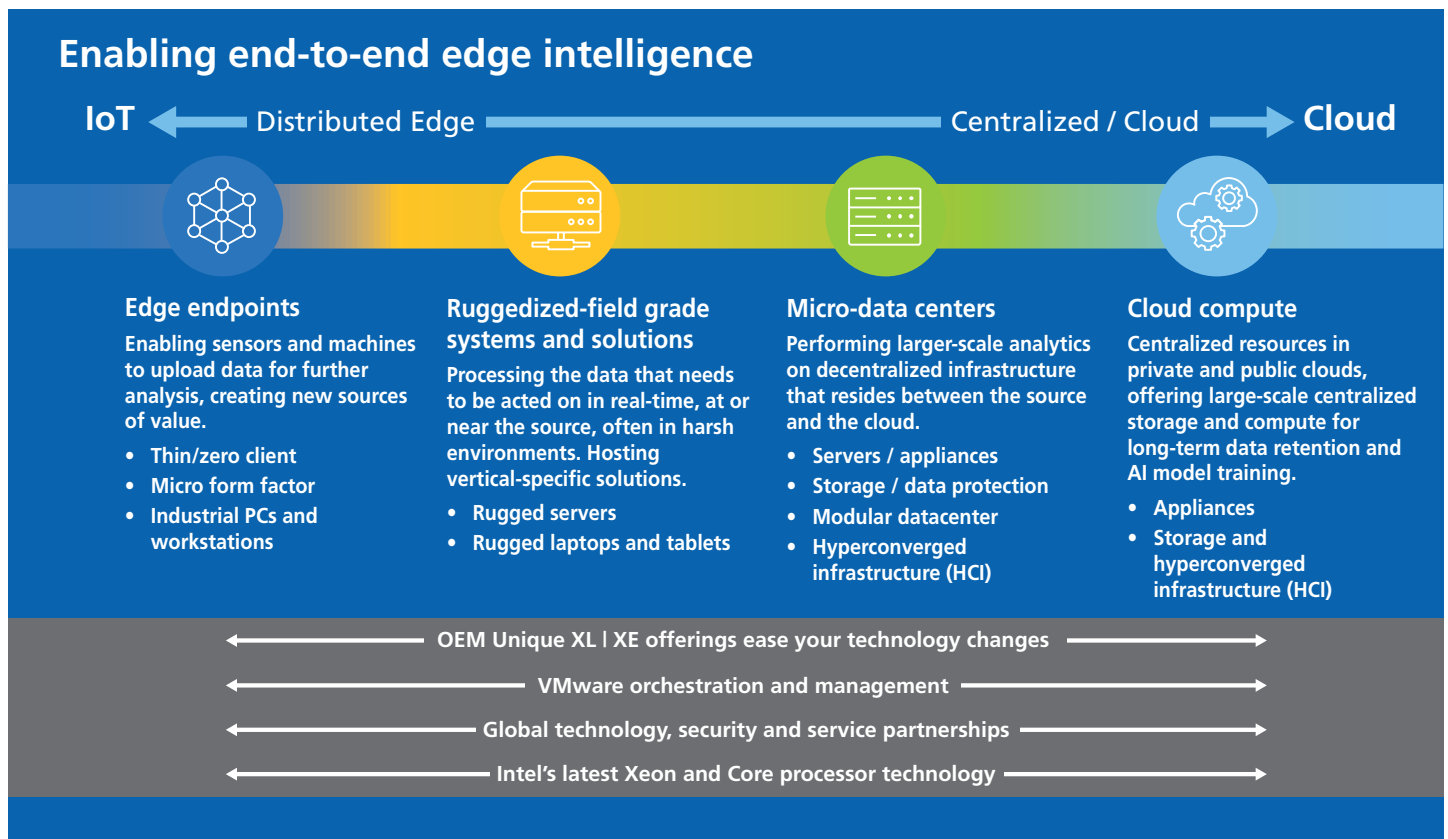 Enabling end-to-end edge intelligence
IoT Distributed Edge Centralized / Cloud Cloud
Edge endpoints
Enabling sensors and machines
to upload data for further
analysis, creating new sources
of value.
• Thin/zero client
• Micro form factor
• Industrial PCs and
workstations
Ruggedized-field grade
systems and solutions
Processing the data that needs
to be acted on in real-time, at or
near the source, often in harsh
environments. Hosting
vertical-specific solutions.
• Rugged servers
• Rugged laptops and tablets
Micro-data centers
Performing larger-scale analytics
on decentralized infrastructure
that resides between the source
and the cloud.
• Servers / appliances
• Storage / data protection
• Modular datacenter
• Hyperconverged
infrastructure (HCI)
Cloud compute
Centralized resources in
private and public clouds,
offering large-scale centralized
storage and compute for
long-term data retention and
AI model training.
• Appliances
• Storage and
hyperconverged
infrastructure (HCI)
OEM Unique XL | XE offerings ease your technology changes
VMware orchestration and management
Global technology, security and service partnerships
Intel's latest Xeon and Core processor technology